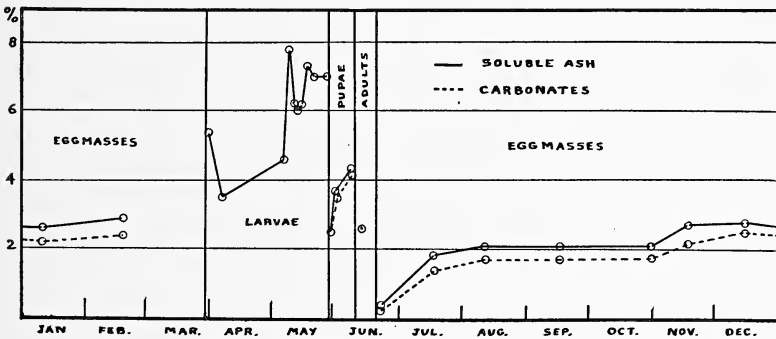 %
8
6
4
2
EGGMASSES
LARVAE
PUPAE
ADULTS
SOLUBLE ASH
CARBONATES
EGGMASSES
JAN FEB. MAR. APR. MAY JUN. JUL. AUG. SEP. OCT. NOV. DEC.